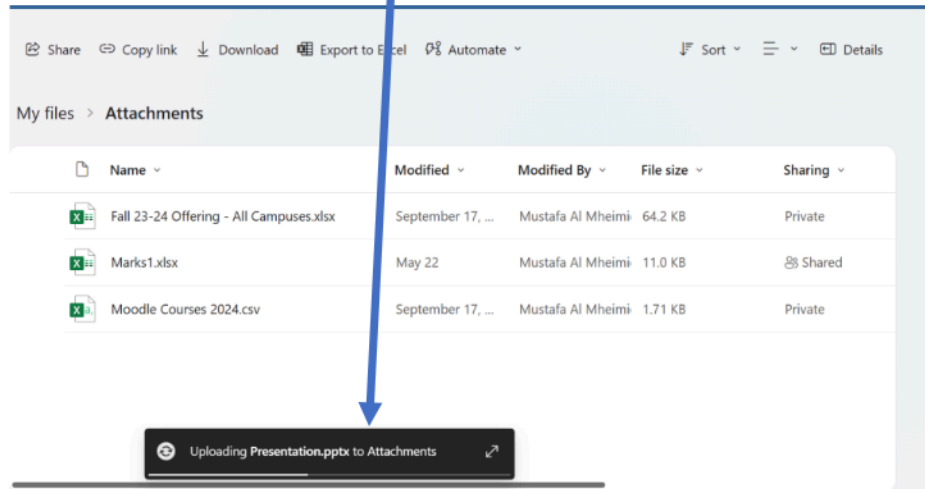 Share Copy link Download Export to Excel Automate Sort Details
My files > Attachments
Name Modified Modified By File size Sharing
Fall 23-24 Offering - All Campuses.xlsx September 17, ... Mustafa Al Mheimi 64.2 KB Private
Marks1.xlsx May 22 Mustafa Al Mheimi 11.0 KB Shared
Moodle Courses 2024.csv September 17, ... Mustafa Al Mheimi 1.71 KB Private
Uploading Presentation.pptx to Attachments